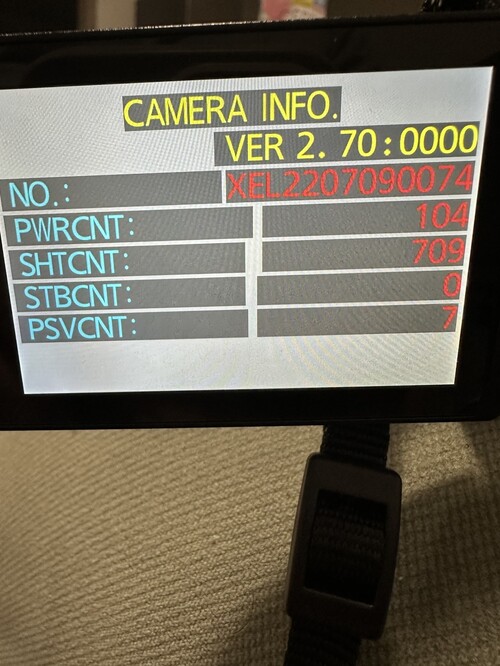 CAMERA INFO.
VER 2. 70:0000
NO.: XEL2207090074
PWRCNT: 104
SHTCNT: 709
STBCNT: 0
PSVCNT: 7